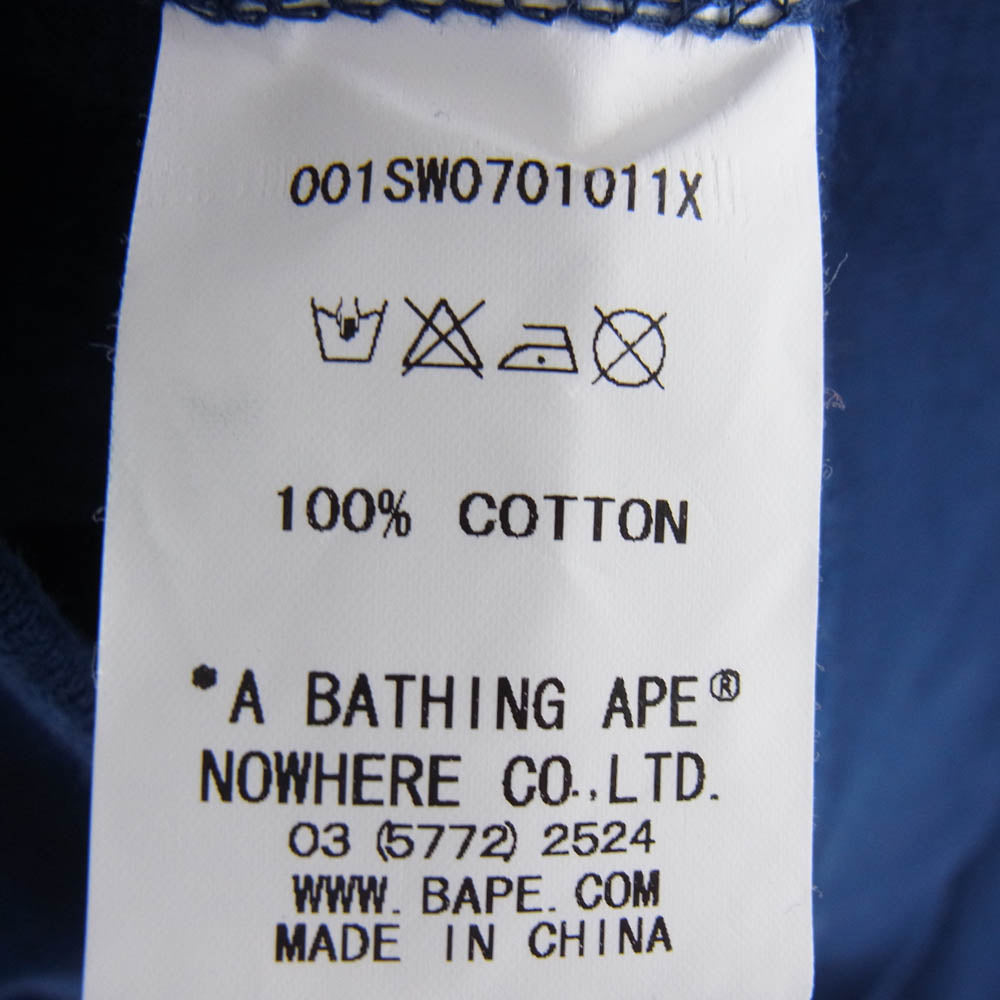 001SW0701011X
100% COTTON
"A BATHING APE®
NOWHERE CO.,LTD.
03 (5772) 2524
WWW. BAPE. COM
MADE IN CHINA